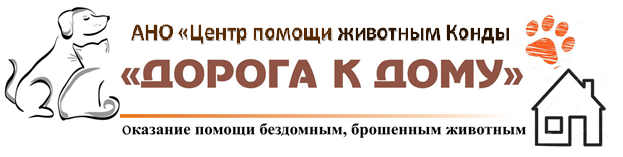 АНО «Центр помощи животным Конды
«ДОРОГА К ДОМУ»
Оказание помощи бездомным, брошенным животным